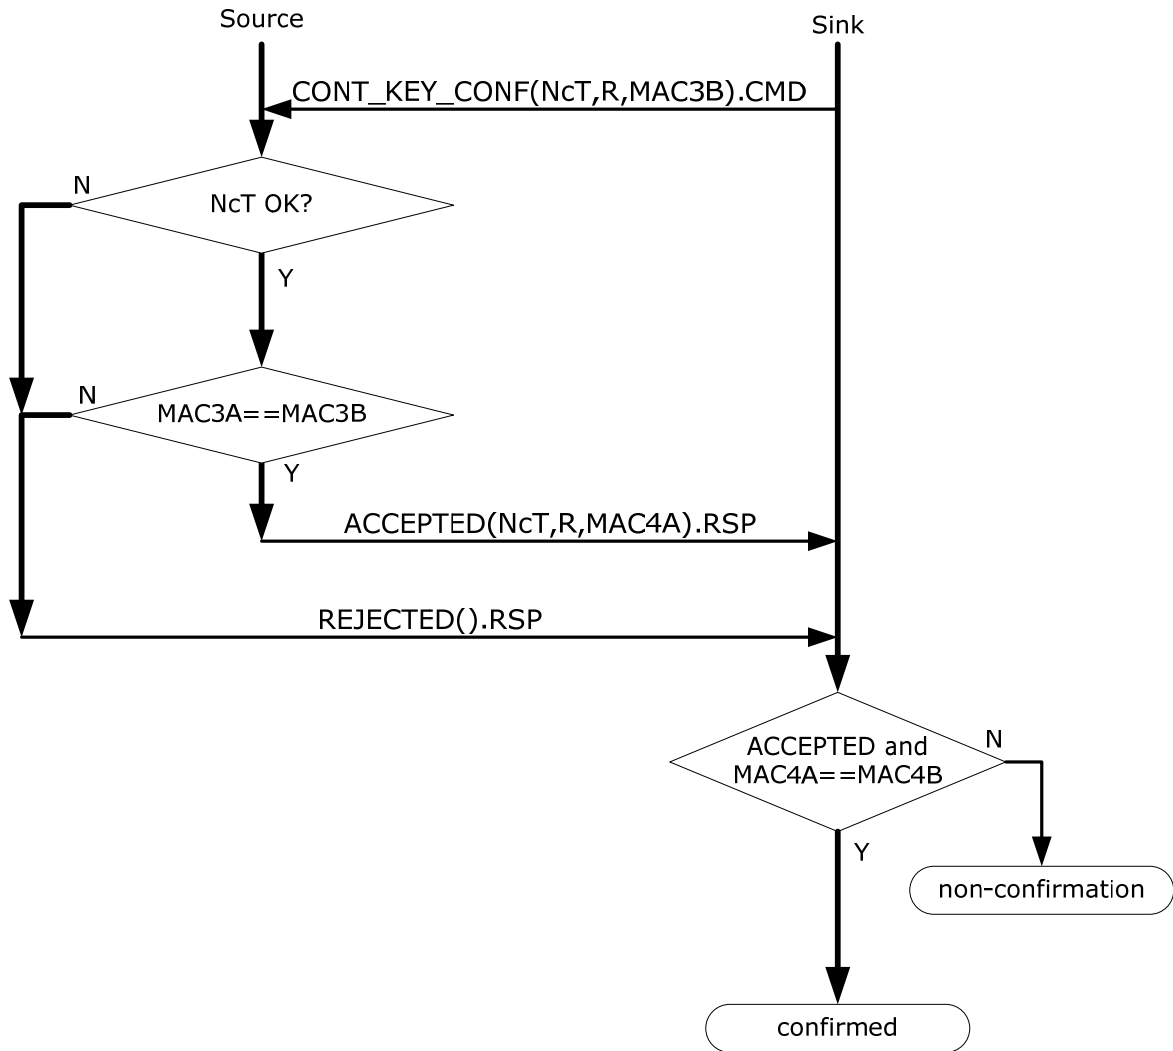 Source
Sink
CONT_KEY_CONF(NcT,R,MAC3B).CMD
N
NcT OK?
Y
N
MAC3A==MAC3B
Y
ACCEPTED(NcT,R,MAC4A).RSP
REJECTED().RSP
ACCEPTED and
MAC4A==MAC4B
N
Y
non-confirmation
confirmed